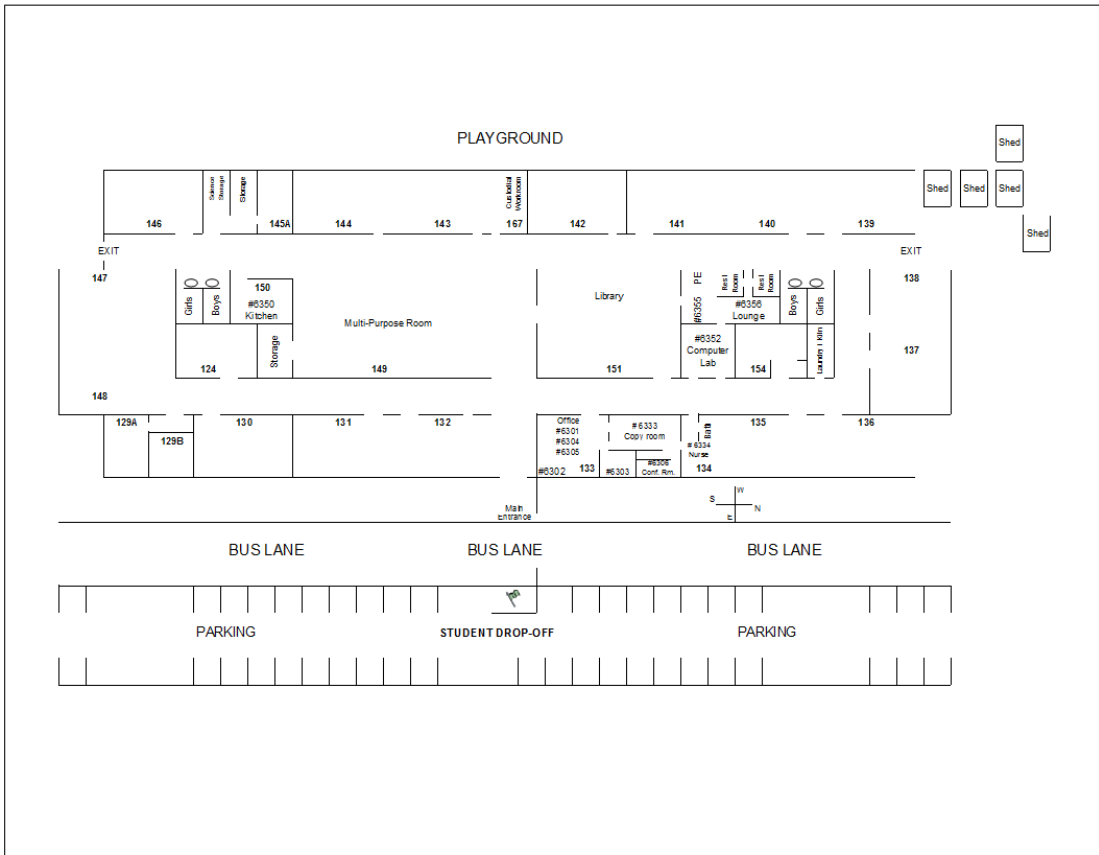 PLAYGROUND
Shed
Shed
Shed
Shed
Shed
Science
Storage
Storage
Custodial
Workroom
146
145A
144
143
167
142
141
140
139
EXIT
EXIT
147
138
150
#6350
Kitchen
Girls
Boys
Library
#6355 PE
Rest
Room
Rest
Room
#6356
Lounge
Boys
Girls
Multi-Purpose Room
Storage
#6352
Computer
Lab
Laundry / Kiln
137
124
149
151
154
148
129A
129B
130
131
132
Office
#6301
#6304
#6305
#6302
133
# 6333
Copy room
#6303
#6306
Conf. Rm.
Bath
# 6334
Nurse
134
135
136
Main
Entrance
W
S
N
E
BUS LANE
BUS LANE
BUS LANE
PARKING
STUDENT DROP-OFF
PARKING